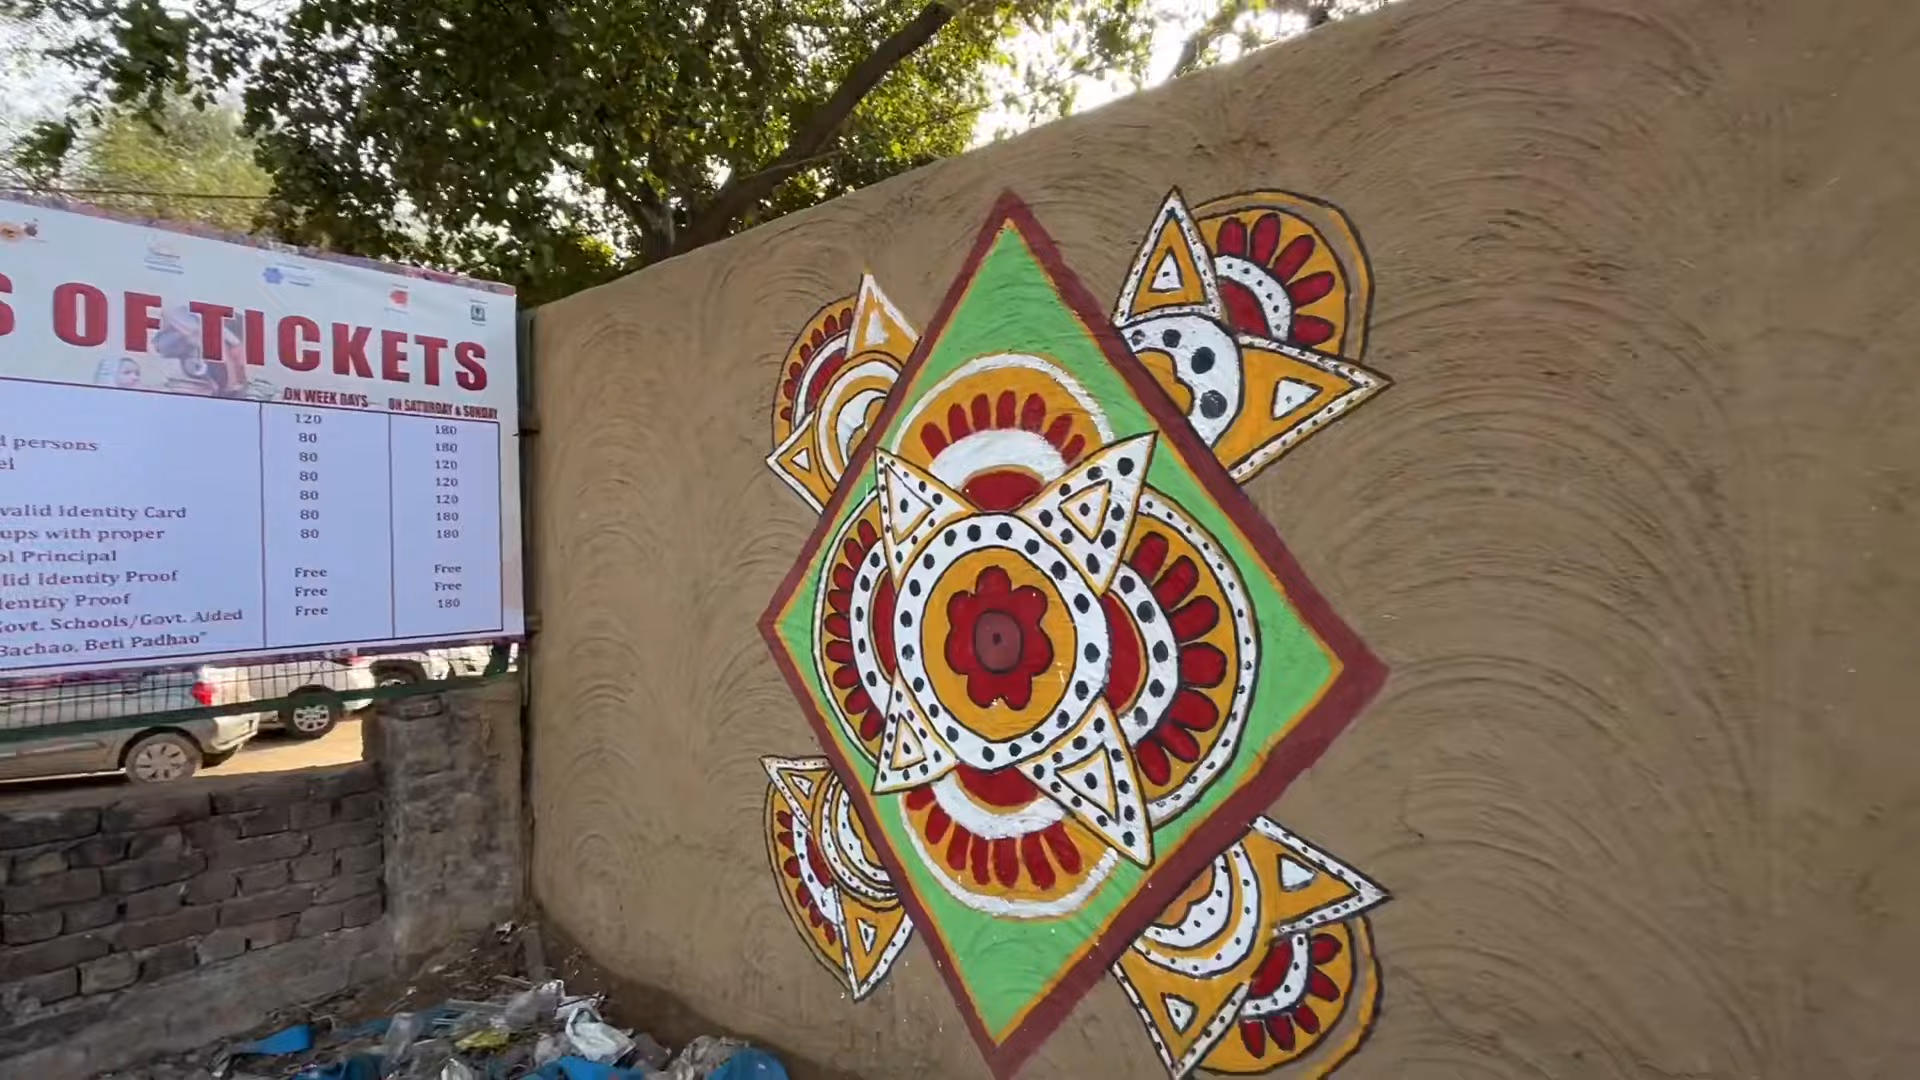 S OF TICKETS
ON WEEK DAYS ON SATURDAY & SUNDAY
120 180
d persons 80 180
el 80 120
80 120
80 120
valid Identity Card 80 180
ups with proper 80 180
ol Principal
lid Identity Proof Free Free
dentity Proof Free Free
Govt. Schools/Govt. Aided Free 180
Bachao, Beti Padhao"